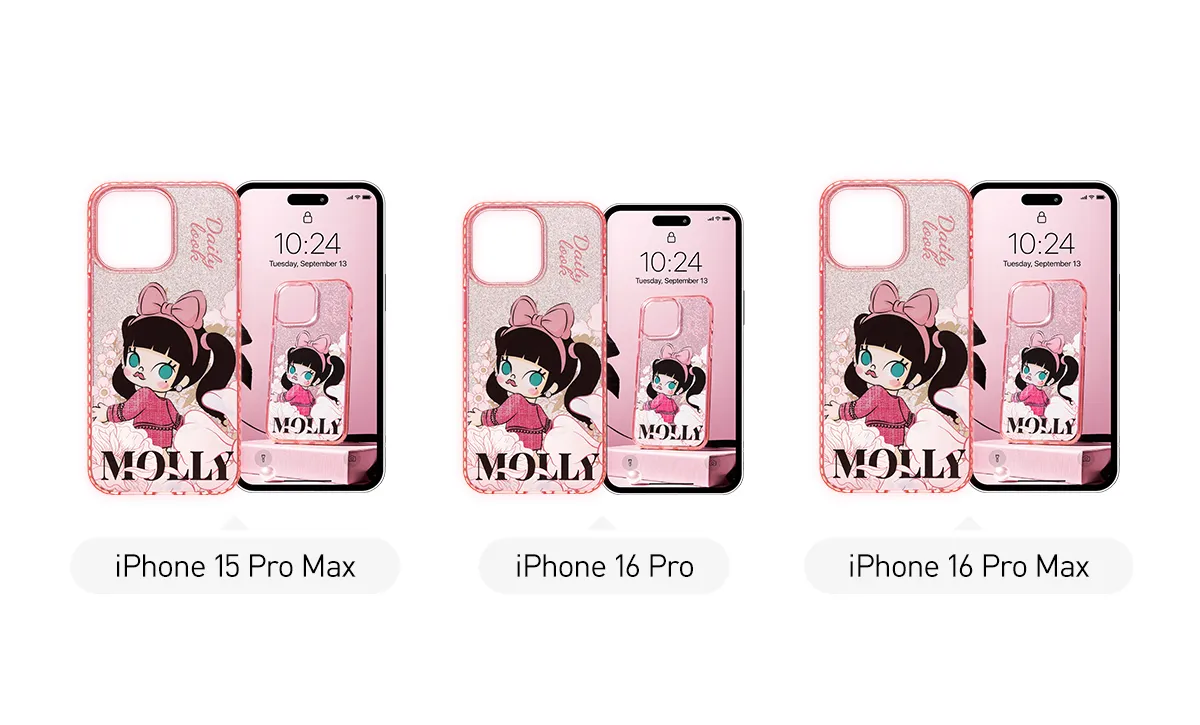 Daily
look
MOLLY
10:24
Tuesday, September 13
MOLLY
iPhone 15 Pro Max
Daily
look
MOLLY
10:24
Tuesday, September 13
MOLLY
iPhone 16 Pro
Daily
look
MOLLY
10:24
Tuesday, September 13
MOLLY
iPhone 16 Pro Max